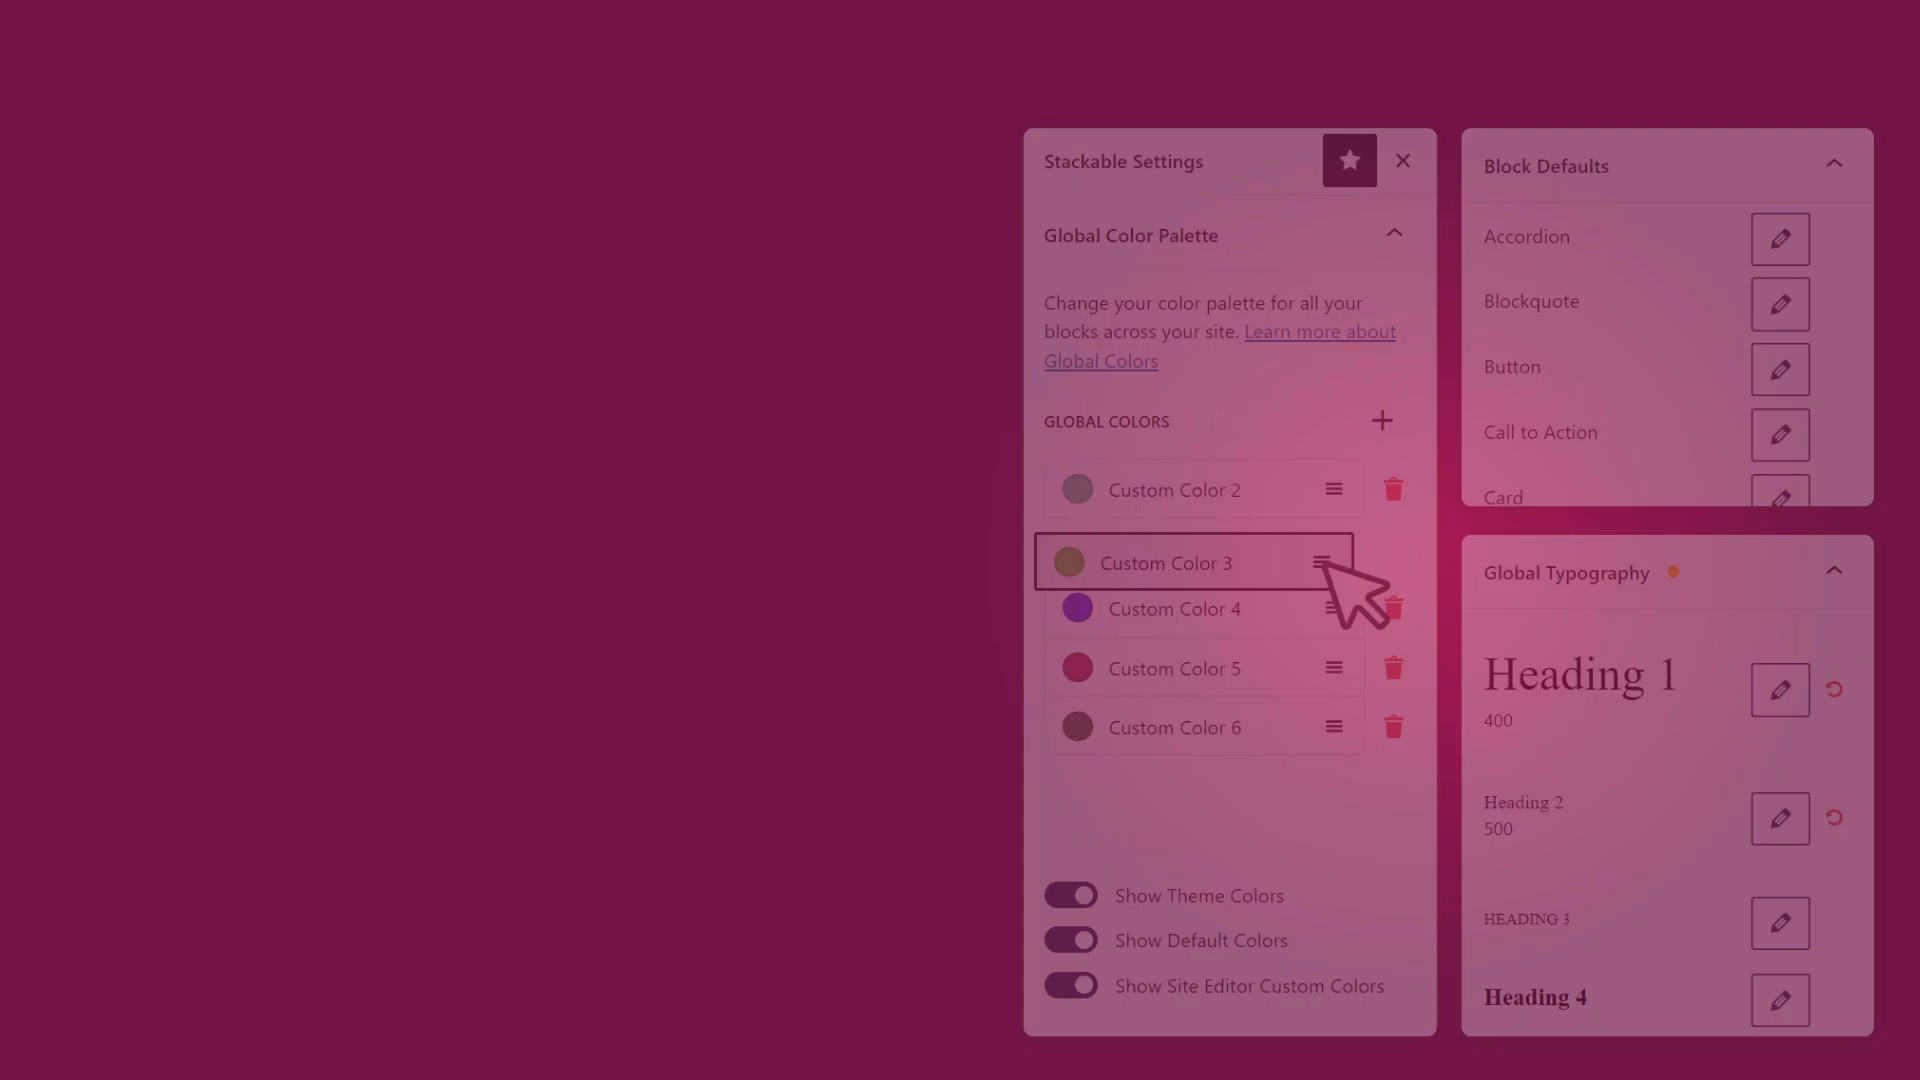 Stackable Settings
Global Color Palette
Change your color palette for all your
blocks across your site. Learn more about
Global Colors
GLOBAL COLORS
Custom Color 2
Custom Color 3
Custom Color 4
Custom Color 5
Custom Color 6
Show Theme Colors
Show Default Colors
Show Site Editor Custom Colors
Block Defaults
Accordion
Blockquote
Button
Call to Action
Card
Global Typography
Heading 1
400
Heading 2
500
HEADING 3
Heading 4